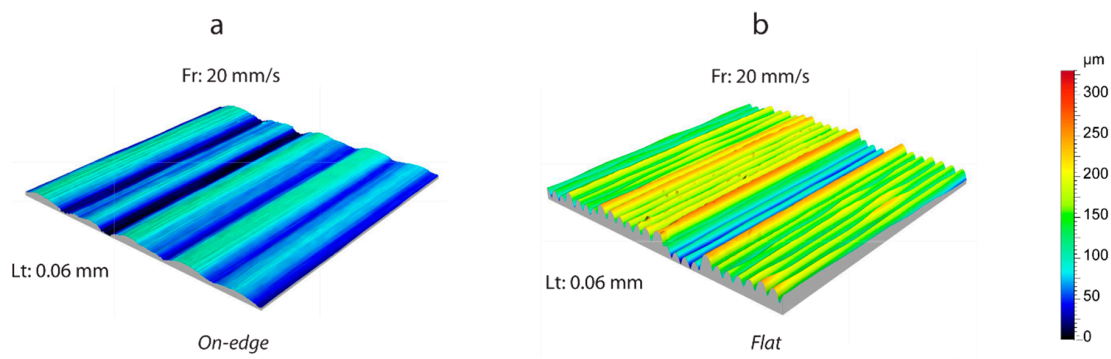 a
b
Fr: 20 mm/s
Fr: 20 mm/s
µm
300
250
200
150
100
50
0
Lt: 0.06 mm
Lt: 0.06 mm
On-edge
Flat